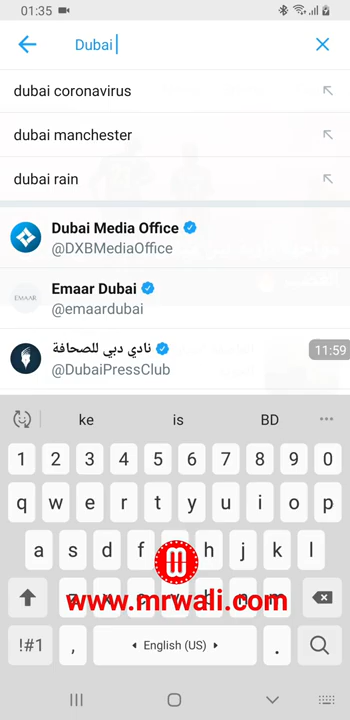 01:35
Dubai
dubai coronavirus
dubai manchester
dubai rain
Dubai Media Office
@DXBMediaOffice
EMAAR
Emaar Dubai
@emaardubai
نادي دبي للصحافة
@DubaiPressClub
11:59
ke is BD
1 2 3 4 5 6 7 8 9 0
q w e r t y u i o p
a s d f h j k l
www.mrwali.com
!#1 , English (US) .